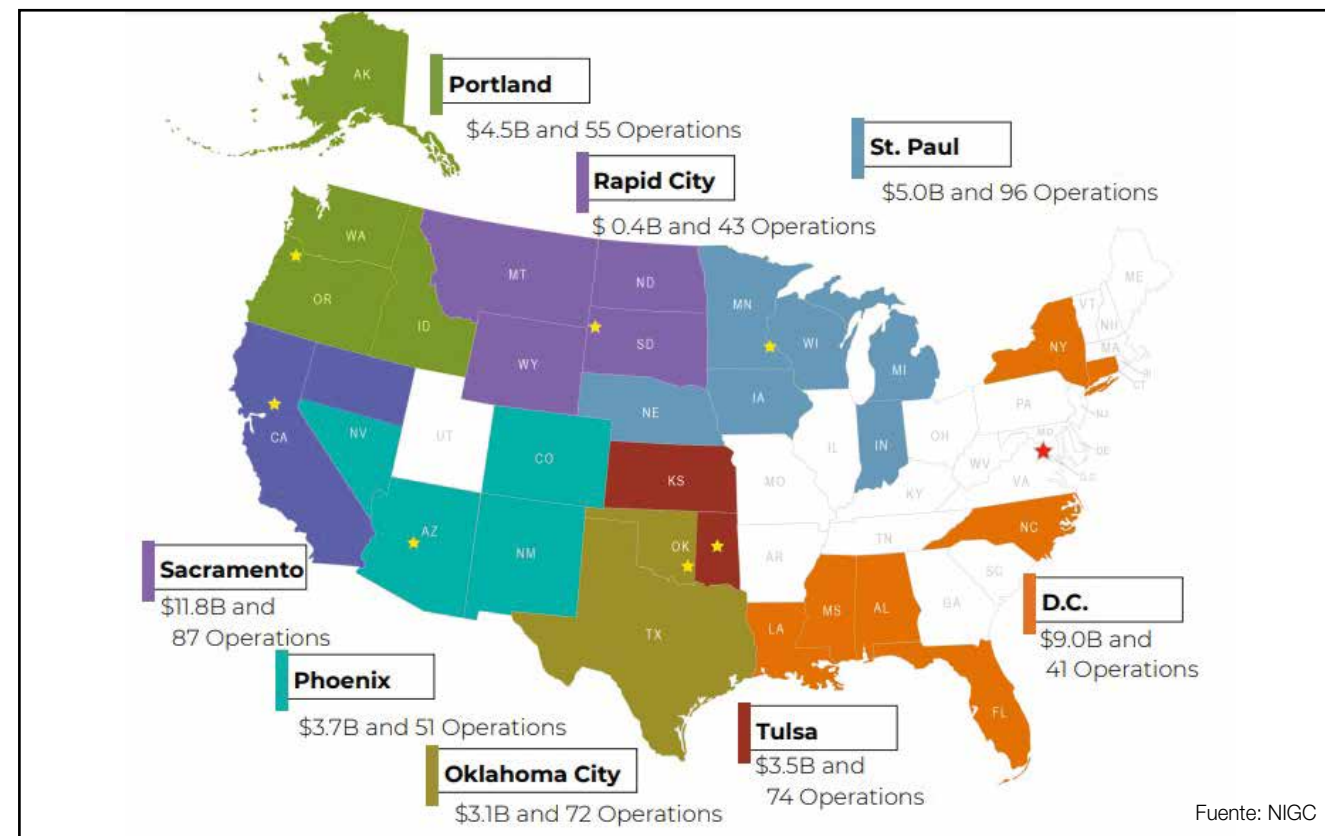 AK
Portland
$4.5B and 55 Operations
St. Paul
$5.0B and 96 Operations
Rapid City
$ 0.4B and 43 Operations
WA
OR
ID
MT
ND
SD
WY
MN
WI
MI
NE
IA
IN
IL
OH
PA
NY
VT
NH
ME
MA
CT
NJ
DE
MD
D.C.
WV
VA
KY
CA
NV
UT
CO
KS
MO
AZ
NM
OK
AR
TN
NC
SC
TX
LA
MS
AL
GA
FL
Sacramento
$11.8B and
87 Operations
D.C.
$9.0B and
41 Operations
Phoenix
$3.7B and 51 Operations
Tulsa
$3.5B and
74 Operations
Oklahoma City
$3.1B and 72 Operations
Fuente: NIGC